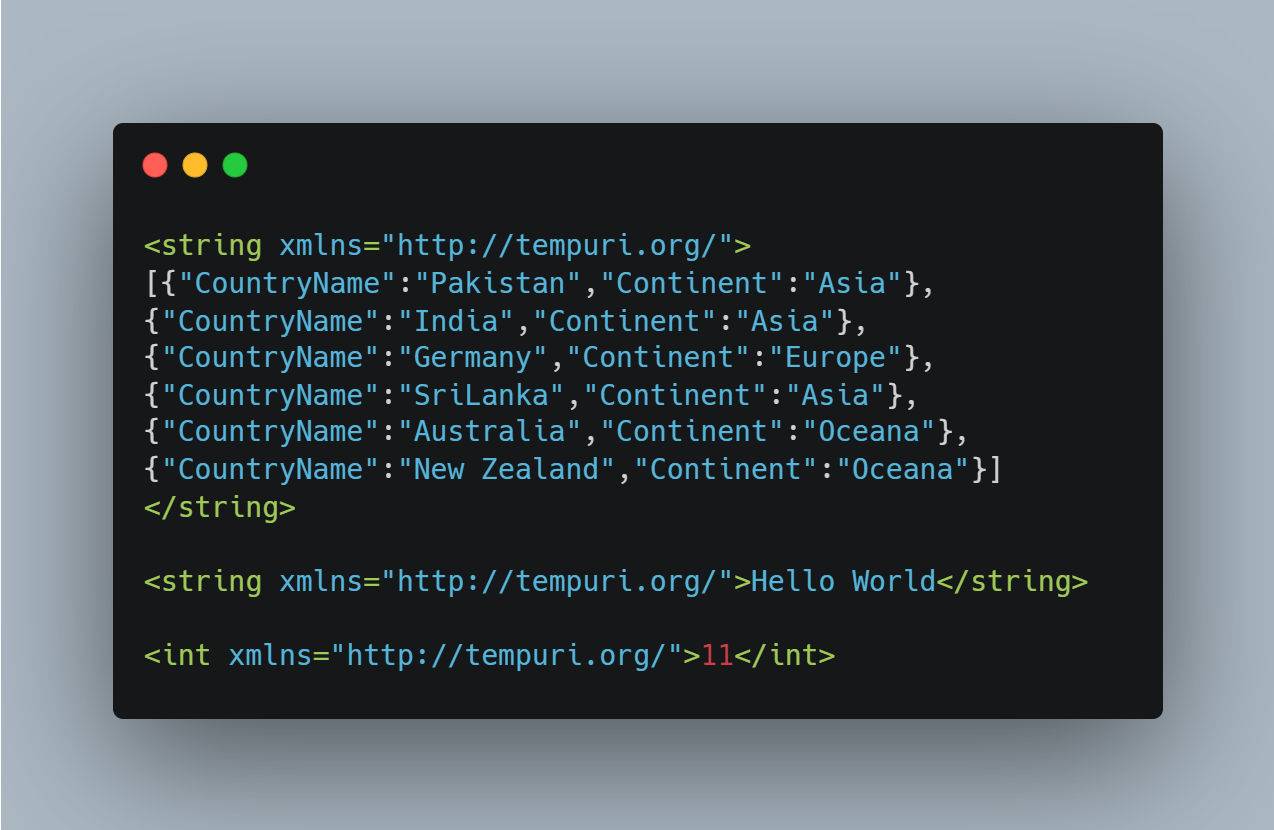 <string xmlns="http://tempuri.org/">
[{"CountryName":"Pakistan","Continent":"Asia"},
{"CountryName":"India","Continent":"Asia"},
{"CountryName":"Germany","Continent":"Europe"},
{"CountryName":"SriLanka","Continent":"Asia"},
{"CountryName":"Australia","Continent":"Oceana"},
{"CountryName":"New Zealand","Continent":"Oceana"}]
</string>
<string xmlns="http://tempuri.org/">Hello World</string>
<int xmlns="http://tempuri.org/">11</int>